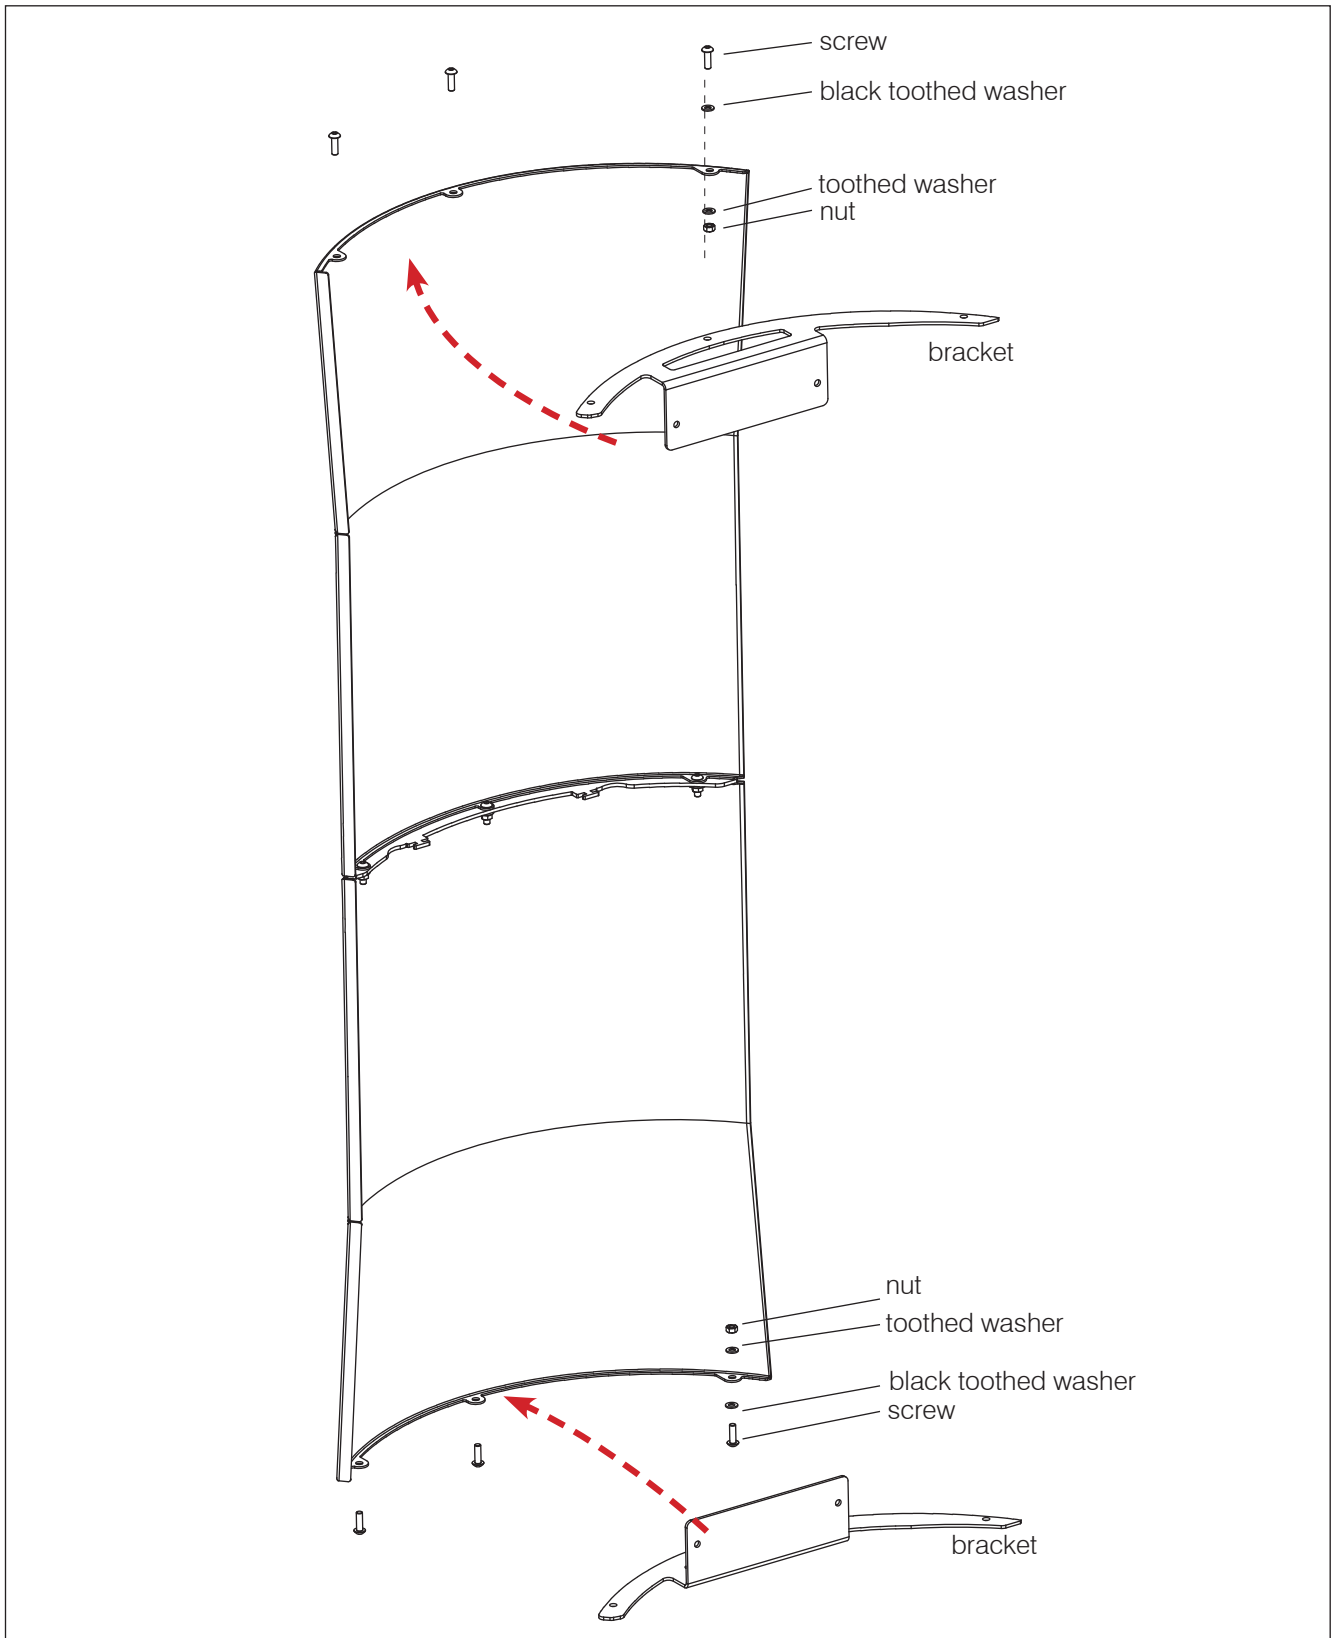 screw
black toothed washer
toothed washer
nut
bracket
nut
toothed washer
black toothed washer
screw
bracket